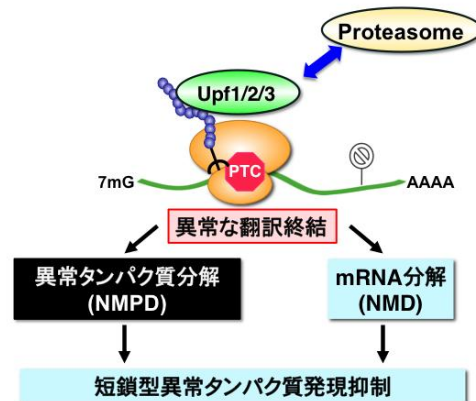 Proteasome
Upf1/2/3
PTC
7mG
AAAA
異常な翻訳終結
異常タンパク質分解
(NMPD)
mRNA分解
(NMD)
短鎖型異常タンパク質発現抑制